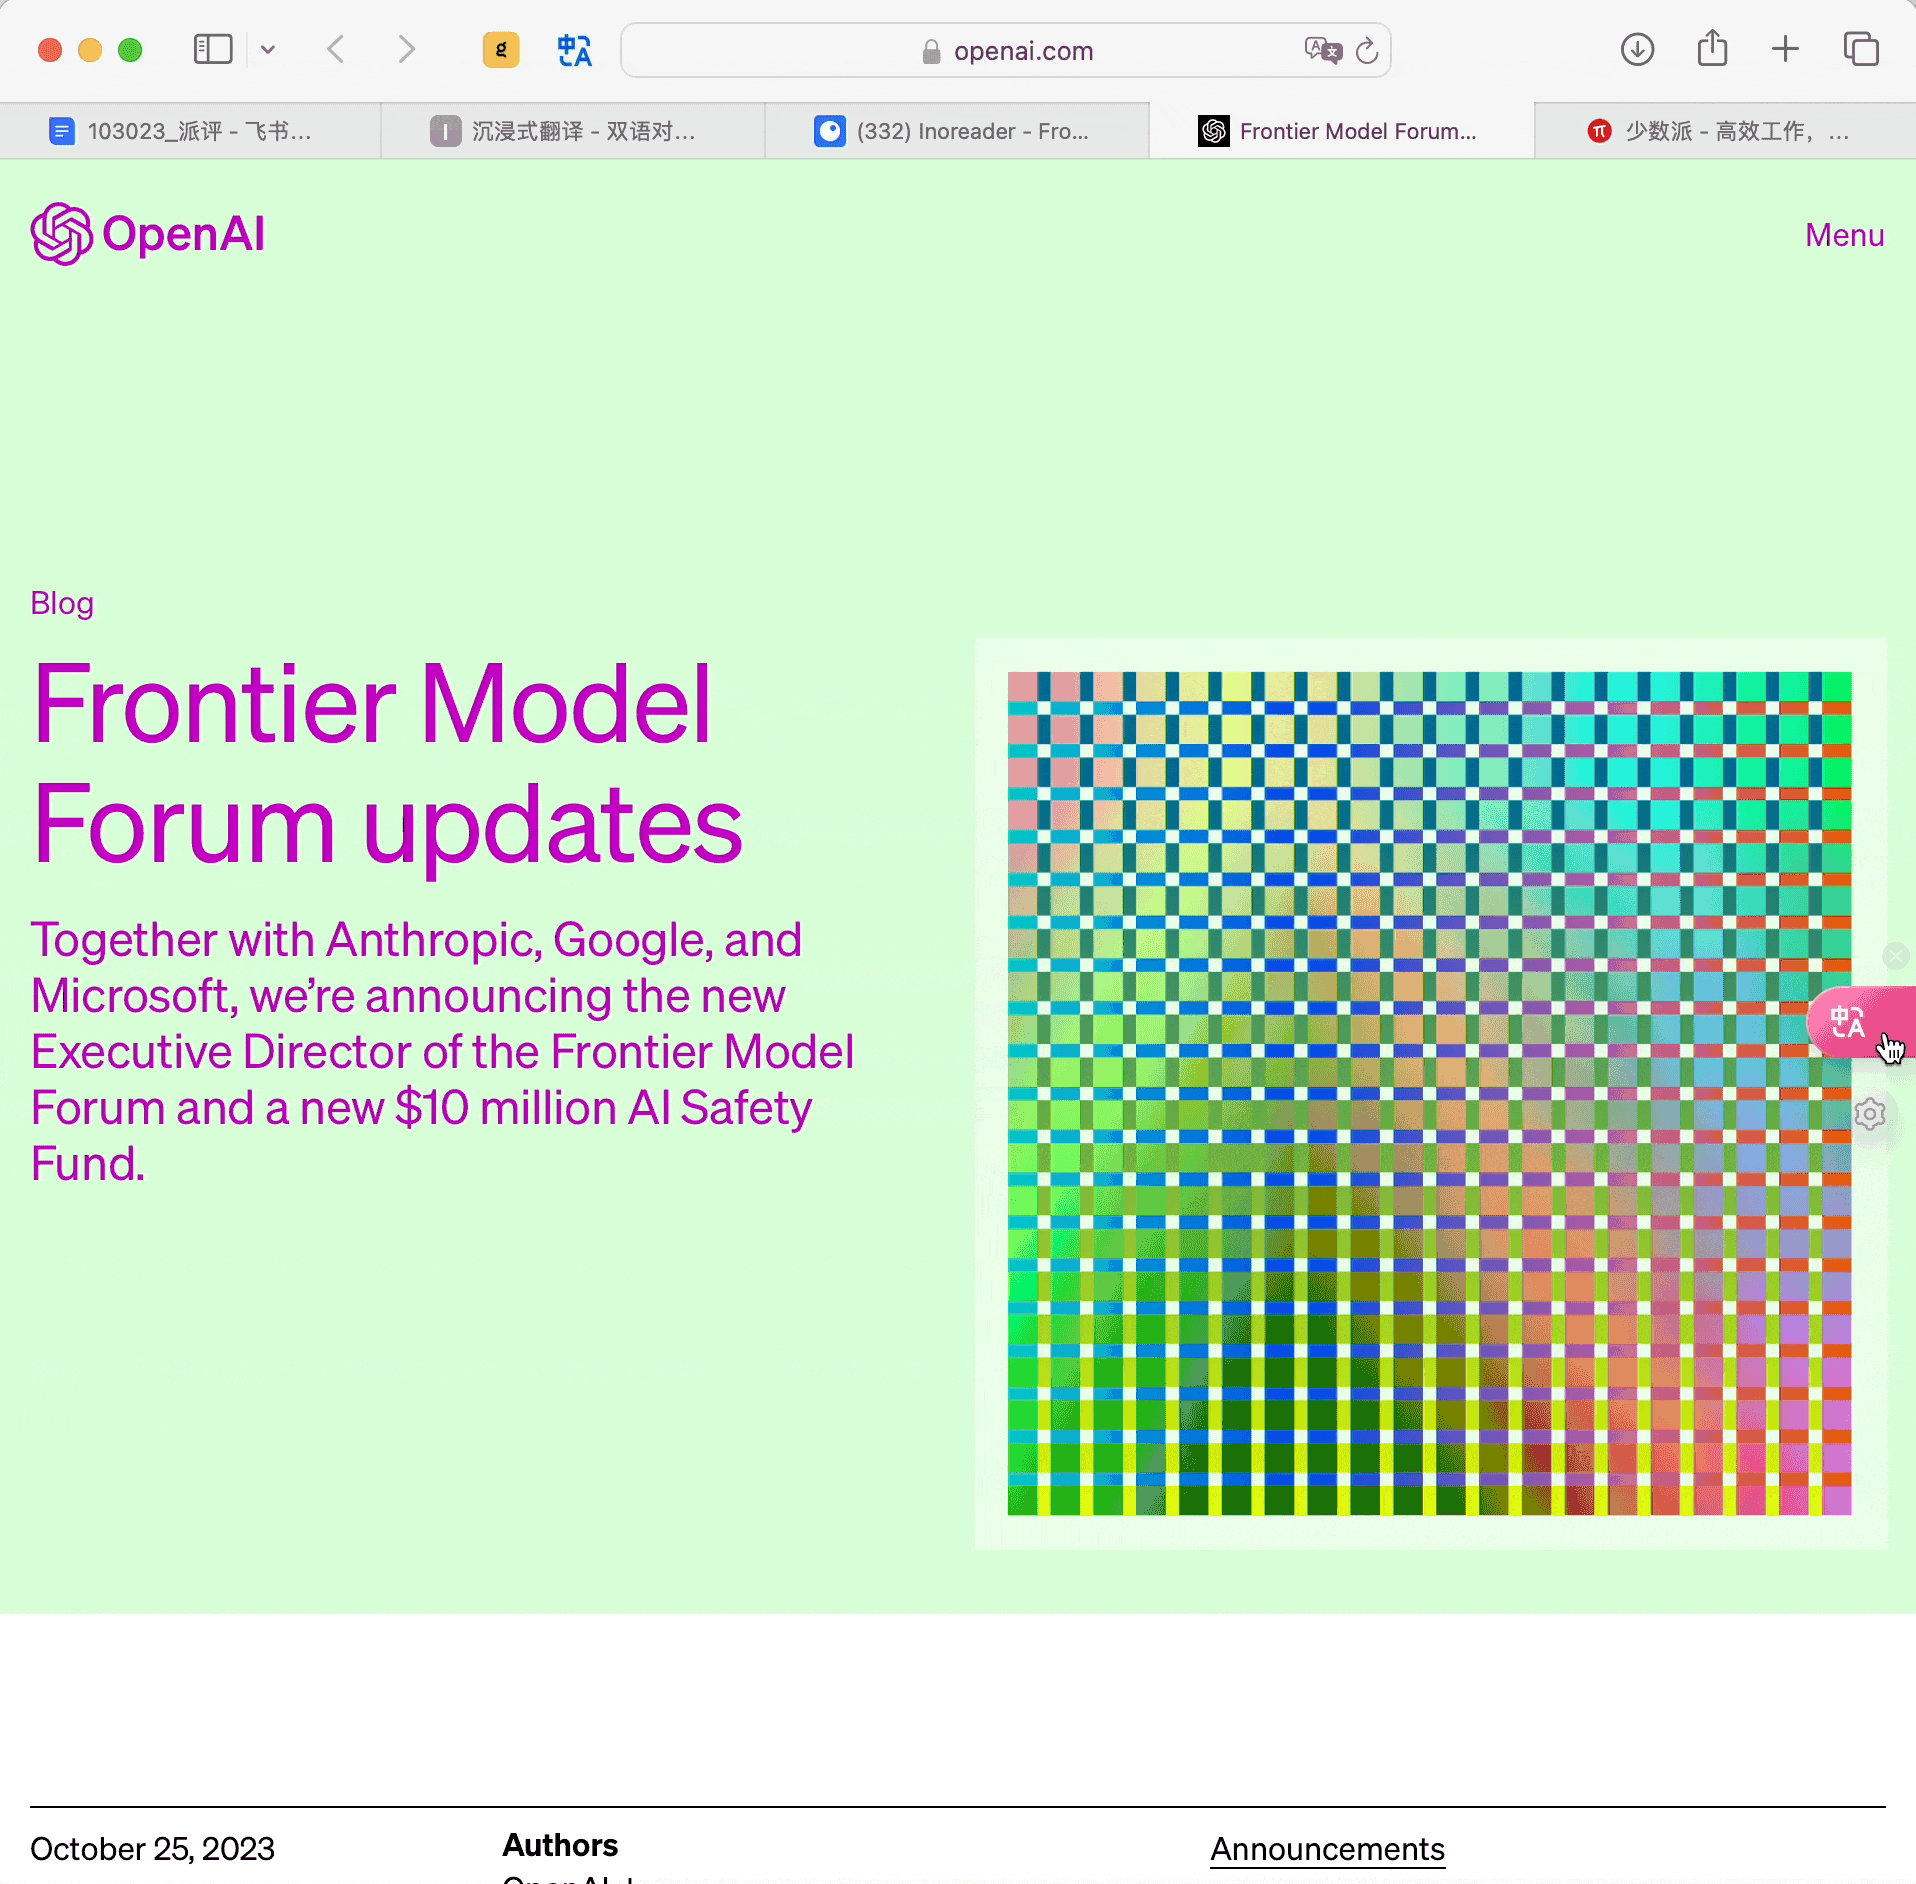 openai.com
103023_派评 - 飞书...
沉浸式翻译 - 双语对...
(332) Inoreader - Fro...
Frontier Model Forum...
少数派 - 高效工作，...
OpenAI
Menu
Blog
Frontier Model
Forum updates
Together with Anthropic, Google, and
Microsoft, we’re announcing the new
Executive Director of the Frontier Model
Forum and a new $10 million AI Safety
Fund.
October 25, 2023
Authors
Announcements
OpenAI